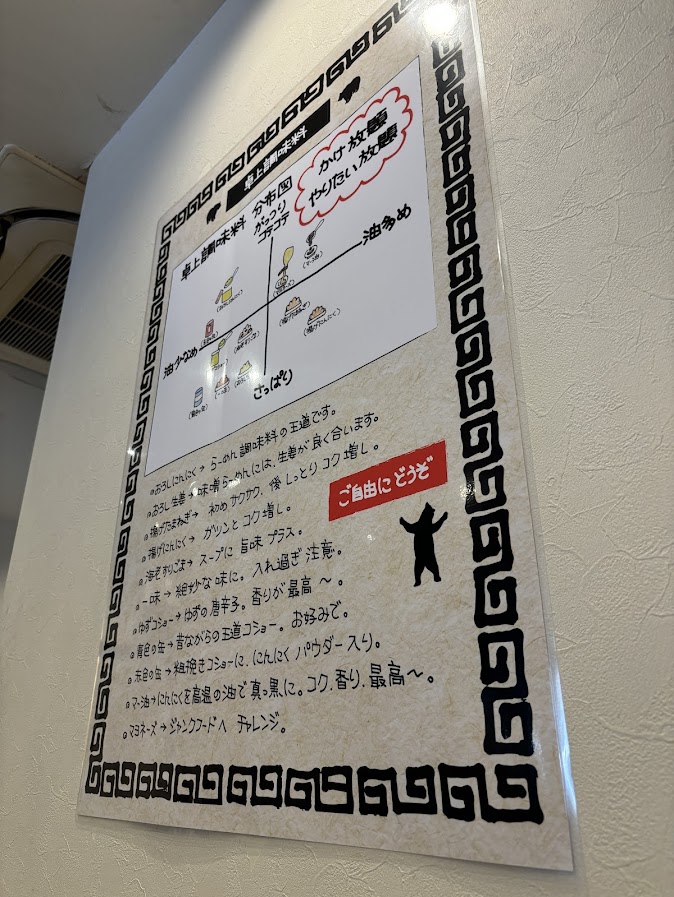 卓上調味料
卓上調味料 分布図
かけ放題
やりたい放題
がっつり
コテコテ
油多め
油少なめ
さっぱり
おろしにんにく→ らーめん調味料の王道です。
おろし生姜→味噌らーめんには、生姜が良く合います。
揚げたまねぎ→ 初めサクサク、後しっとりコク増し。
揚げにんにく→ ガツンとコク増し。
海老すりごま→ スープに旨味プラス。
一味→ 粗野な味に。入れ過ぎ注意。
ゆずコショー→ゆずの唐辛子。香りが最高〜。
黄色の缶→昔ながらの王道コショー。お好みで。
赤色の缶→粗挽きコショーに、にんにくパウダー入り。
マー油→にんにくを高温の油で真っ黒に。コク、香り、最高〜。
マヨネーズ→ジャンクフードへ チャレンジ。
ご自由にどうぞ